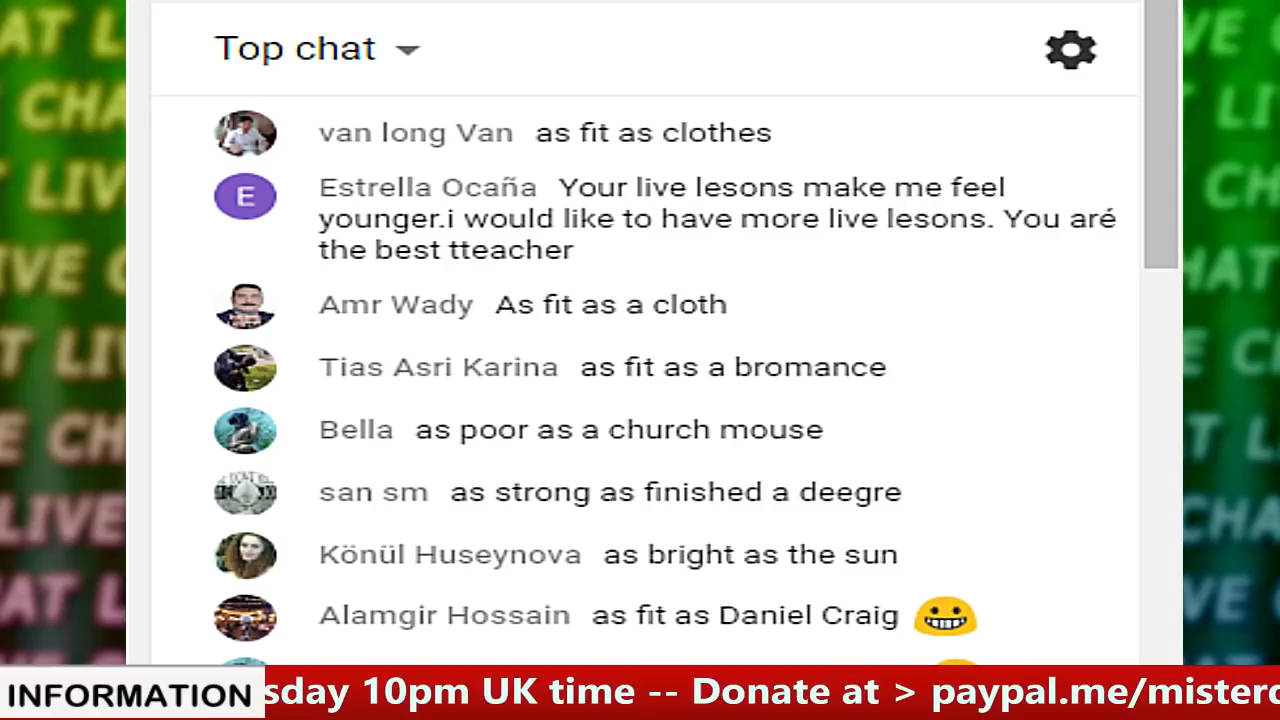 Top chat
van long Van as fit as clothes
E
Estrella Ocaña Your live lesons make me feel
younger.i would like to have more live lesons. You aré
the best tteacher
Amr Wady As fit as a cloth
Tias Asri Karina as fit as a bromance
Bella as poor as a church mouse
san sm as strong as finished a deegre
Könül Huseynova as bright as the sun
Alamgir Hossain as fit as Daniel Craig
INFORMATION sday 10pm UK time -- Donate at > paypal.me/misterd